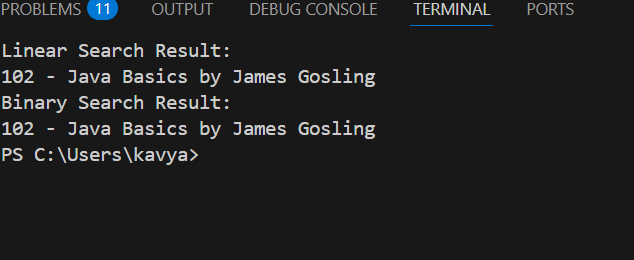 PROBLEMS 11 OUTPUT DEBUG CONSOLE TERMINAL PORTS
Linear Search Result:
102 - Java Basics by James Gosling
Binary Search Result:
102 - Java Basics by James Gosling
PS C:\Users\kavya>